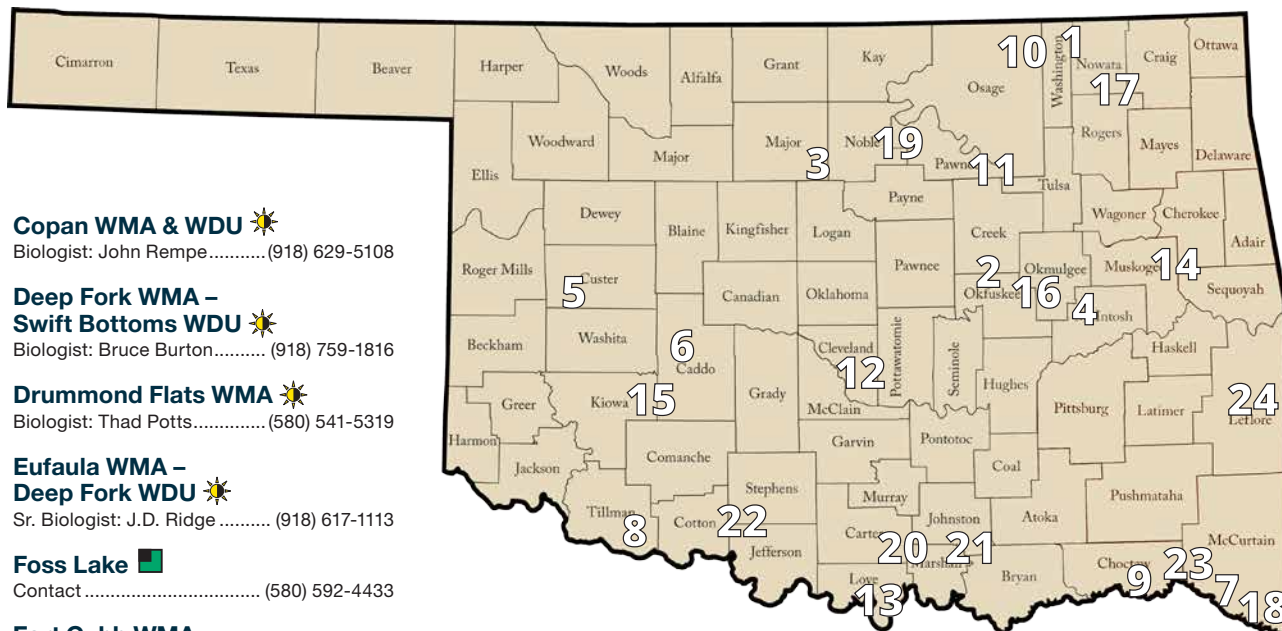 Cimarron
Texas
Beaver
Harper
Woods
Alfalfa
Grant
Kay
Osage
10
Washington
1
Nowata
Craig
Ottawa
17
Woodward
Major
Major
3
Noble
19
Pawnee
11
Rogers
Mayes
Delaware
Ellis
Tulsa
Dewey
Blaine
Kingfisher
Logan
Payne
Creek
Wagoner
Cherokee
Adair
Roger Mills
Custer
5
Canadian
Oklahoma
Pawnee
2
Okfuskee
Okmulgee
16
Muskogee
14
Sequoyah
4
Intosh
Beckham
Washita
6
Caddo
Grady
Cleveland
12
McClain
Pottawatomie
Seminole
Hughes
Haskell
Pittsburg
Latimer
24
Leflore
Greer
Kiowa
15
Harmon
Jackson
Comanche
Garvin
Pontotoc
Coal
Stephens
Murray
Pushmataha
Tillman
8
Cotton
22
Carter
Johnston
Atoka
McCurtain
Jefferson
20
21
Marshall
Love
13
Bryan
Choctaw
9
23
7
18
Copan WMA & WDU
Biologist: John Rempe...........(918) 629-5108
Deep Fork WMA –
Swift Bottoms WDU
Biologist: Bruce Burton.......... (918) 759-1816
Drummond Flats WMA
Biologist: Thad Potts..............(580) 541-5319
Eufaula WMA –
Deep Fork WDU
Sr. Biologist: J.D. Ridge .......... (918) 617-1113
Foss Lake
Contact ................................. (580) 592-4433